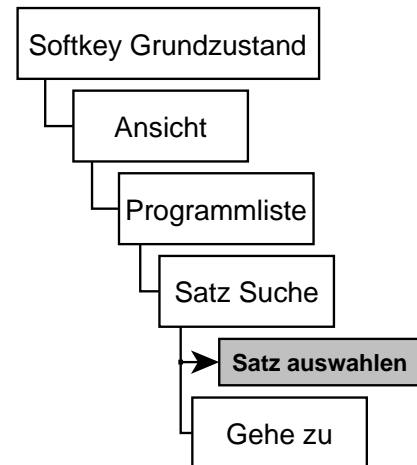 Softkey Grundzustand
Ansicht
Programmliste
Satz Suche
Satz auswahlen
Gehe zu